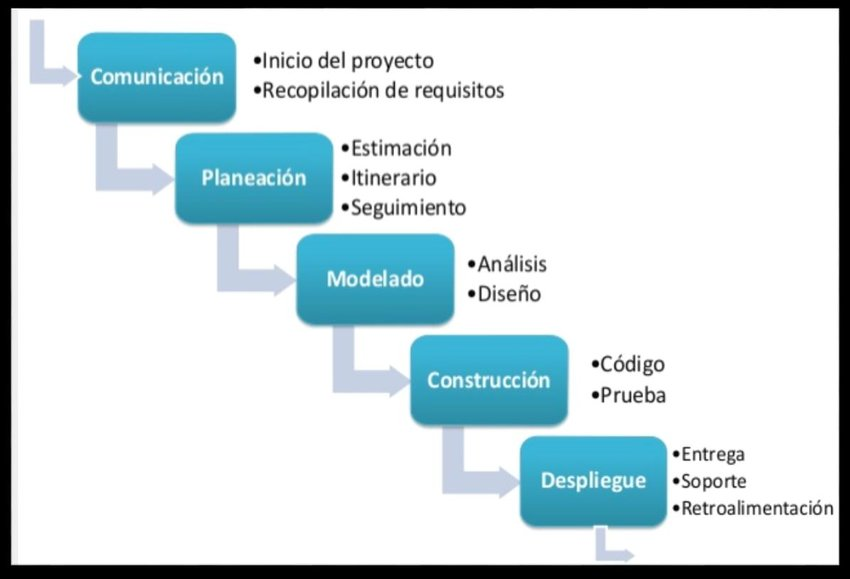 Comunicación
•Inicio del proyecto
•Recopilación de requisitos
Planeación
•Estimación
•Itinerario
•Seguimiento
Modelado
•Análisis
•Diseño
Construcción
•Código
•Prueba
Despliegue
•Entrega
•Soporte
•Retroalimentación